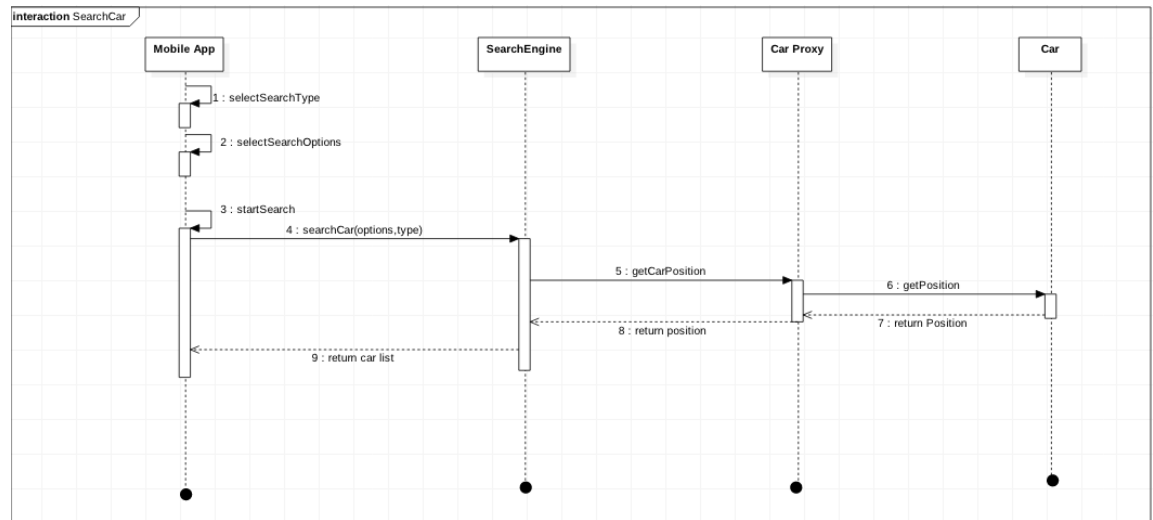 interaction SearchCar
Mobile App
SearchEngine
Car Proxy
Car
1 : selectSearchType
2 : selectSearchOptions
3 : startSearch
4 : searchCar(options,type)
5 : getCarPosition
6 : getPosition
7 : return Position
8 : return position
9 : return car list